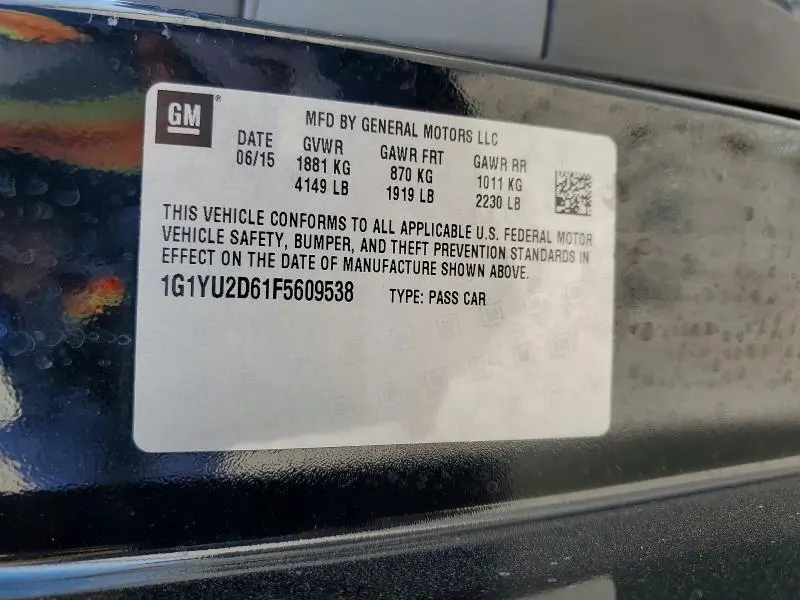 GM®
MFD BY GENERAL MOTORS LLC
DATE GVWR GAWR FRT GAWR RR
06/15 1881 KG 870 KG 1011 KG
4149 LB 1919 LB 2230 LB
THIS VEHICLE CONFORMS TO ALL APPLICABLE U.S. FEDERAL MOTOR
VEHICLE SAFETY, BUMPER, AND THEFT PREVENTION STANDARDS IN
EFFECT ON THE DATE OF MANUFACTURE SHOWN ABOVE.
1G1YU2D61F5609538 TYPE: PASS CAR